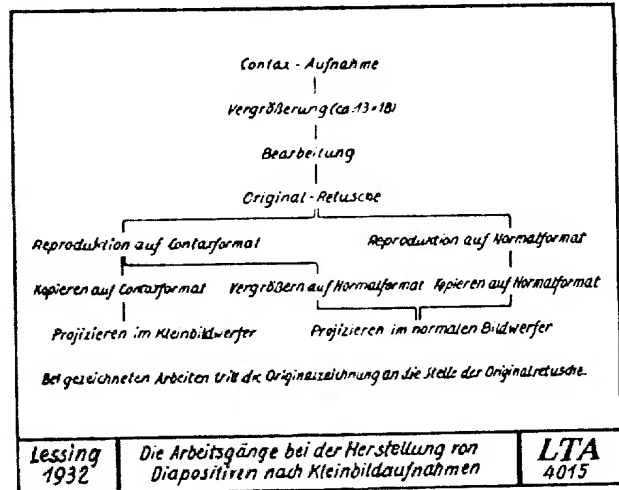 Contax - Aufnahme
Vergrößerung (ca. 13×18)
Bearbeitung
Original - Retusche
Reproduktion auf Contaxformat
Reproduktion auf Normalformat
Kopieren auf Contaxformat
Vergrößern auf Normalformat
Kopieren auf Normalformat
Projizieren im Kleinbildwerfer
Projizieren im normalen Bildwerfer
Bei gezeichneten Arbeiten tritt die Originalzeichnung an die Stelle der Originalretusche.
Lessing
1932
Die Arbeitsgänge bei der Herstellung von
Diapositiven nach Kleinbildaufnahmen
LTA
4015